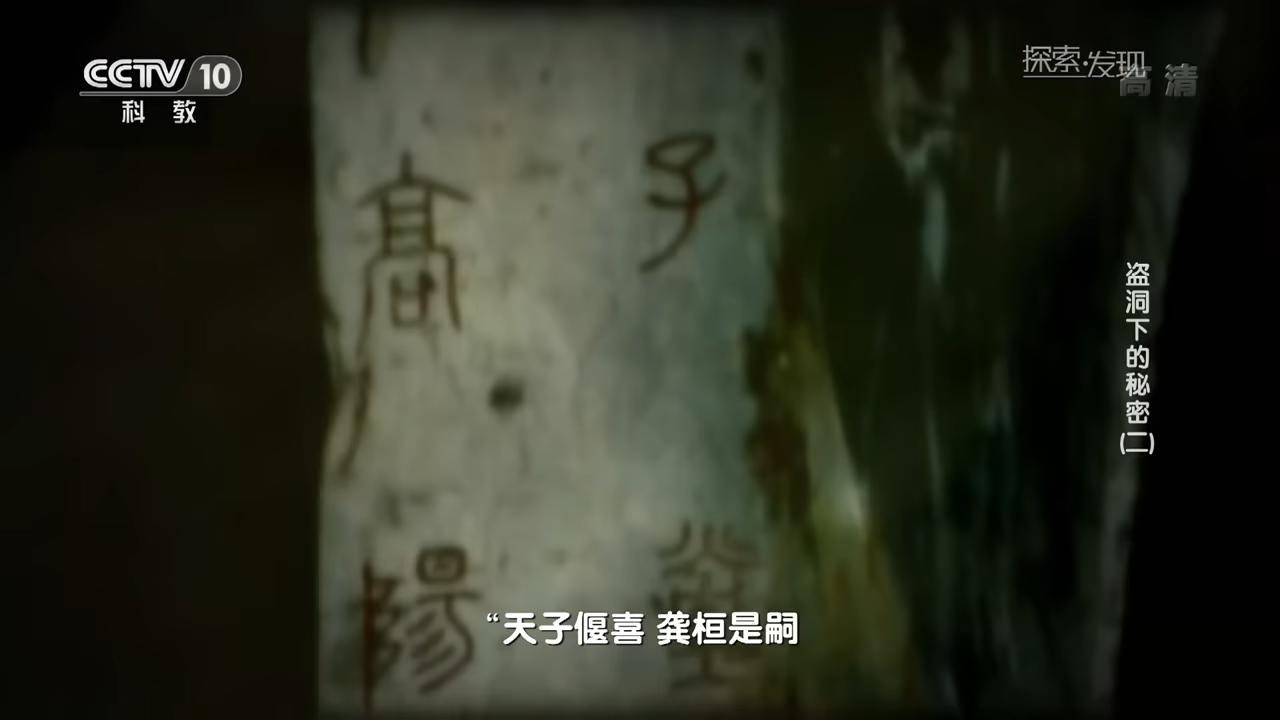 CCTV 10
科教
探索·发现
高清
子
高
陽
盗洞下的秘密(二)
“天子偃喜 龚桓是嗣